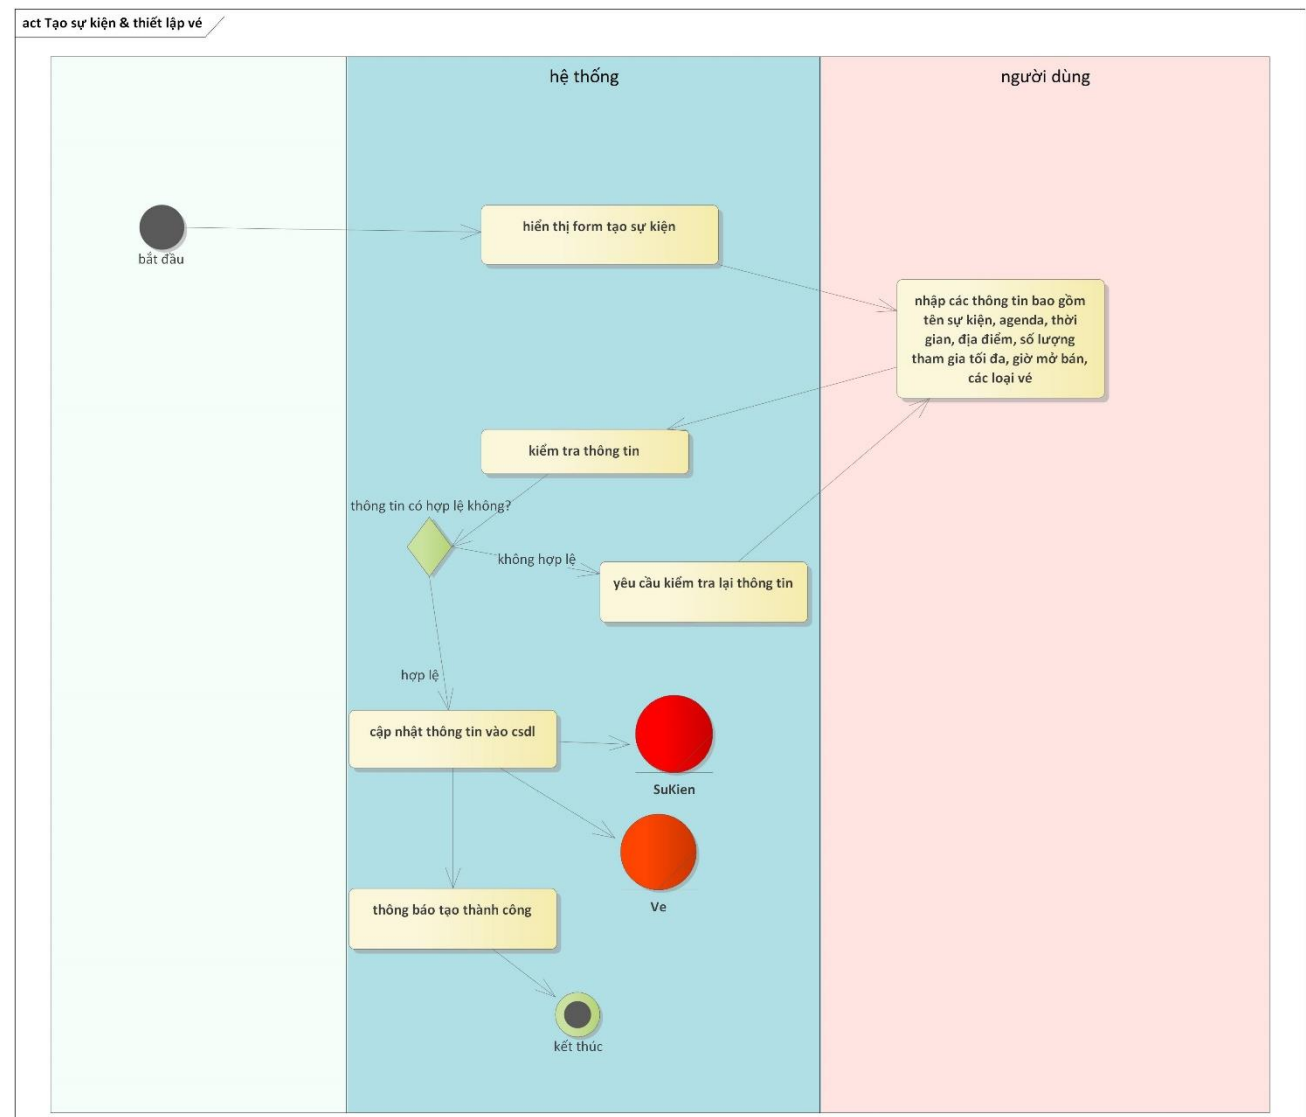 act Tạo sự kiện & thiết lập vé
hệ thống
người dùng
hiển thị form tạo sự kiện
bắt đầu
nhập các thông tin bao gồm
tên sự kiện, agenda, thời
gian, địa điểm, số lượng
tham gia tối đa, giờ mở bán,
các loại vé
kiểm tra thông tin
thông tin có hợp lệ không?
không hợp lệ
yêu cầu kiểm tra lại thông tin
hợp lệ
cập nhật thông tin vào csdl
SuKien
Ve
thông báo tạo thành công
kết thúc